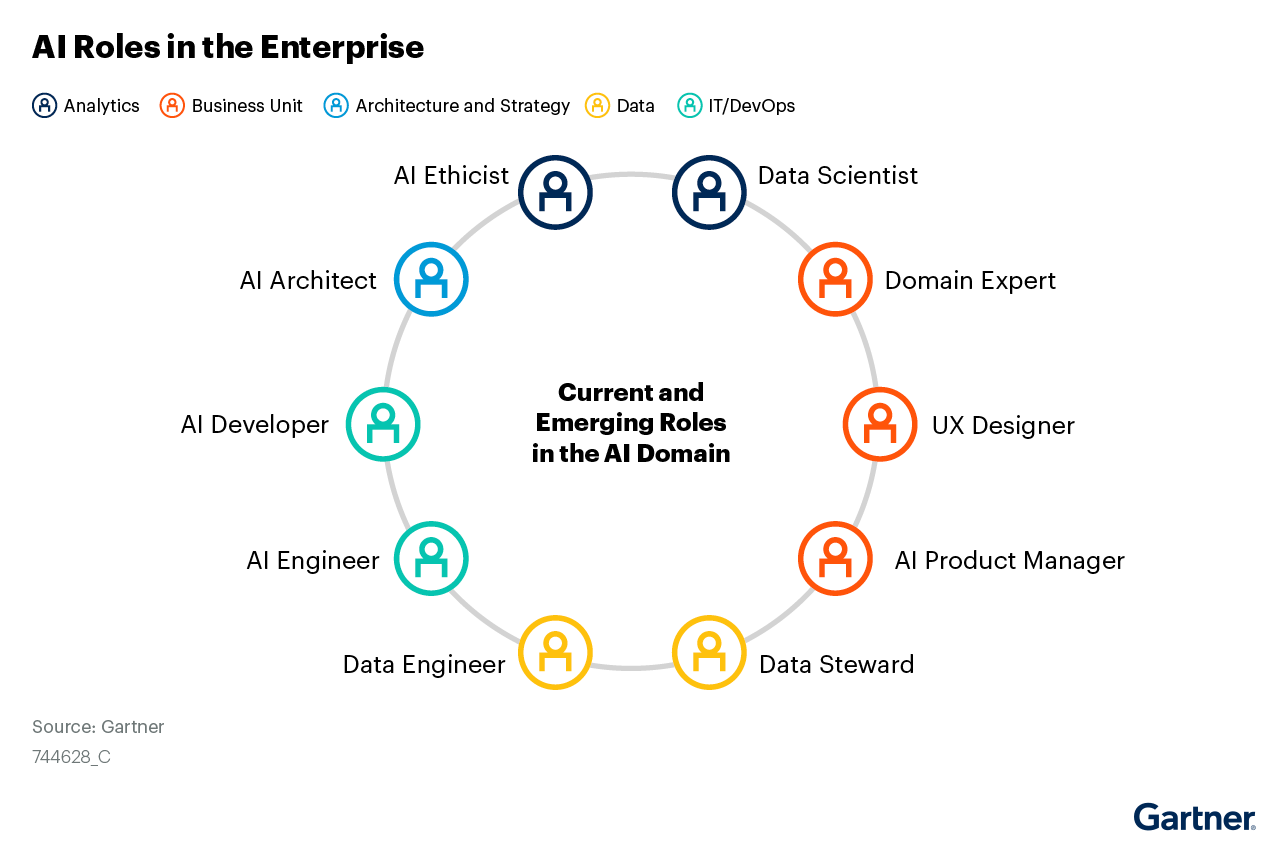 AI Roles in the Enterprise
Analytics
Business Unit
Architecture and Strategy
Data
IT/DevOps
AI Ethicist
Data Scientist
AI Architect
Domain Expert
Current and
Emerging Roles
in the AI Domain
AI Developer
UX Designer
AI Engineer
AI Product Manager
Data Engineer
Data Steward
Source: Gartner
744628_C
Gartner®